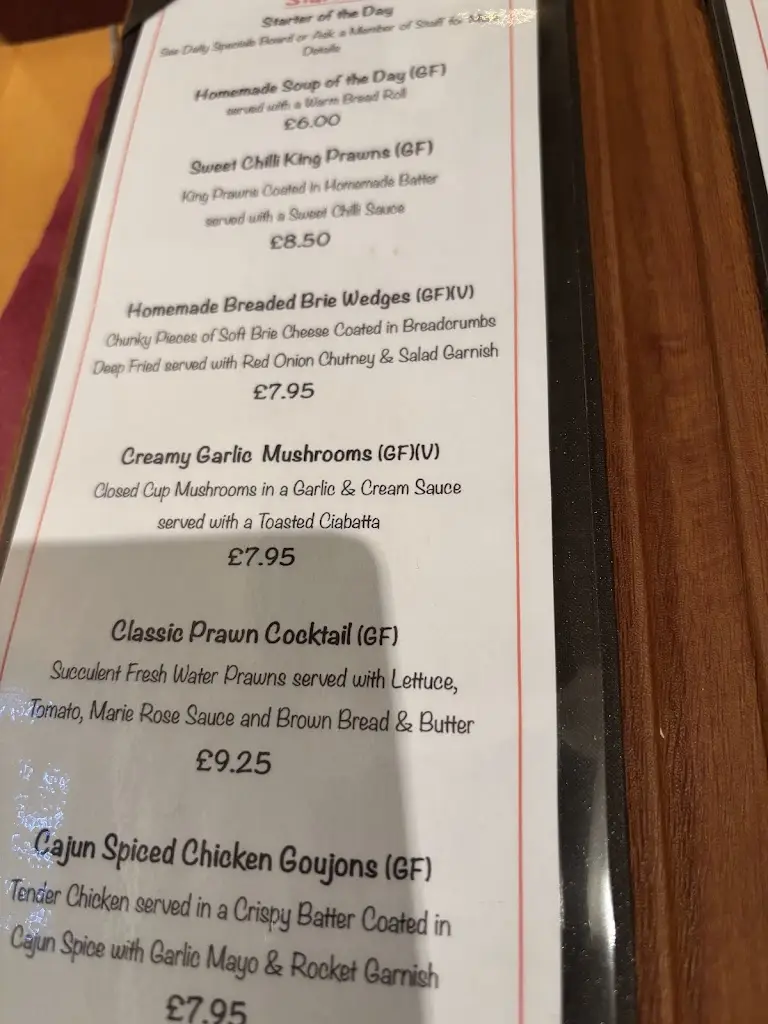 Starter of the Day
See Daily Specials Board or Ask a Member of Staff for
Details
Homemade Soup of the Day (GF)
served with a Warm Bread Roll
£6.00
Sweet Chilli King Prawns (GF)
King Prawns Coated in Homemade Batter
served with a Sweet Chilli Sauce
£8.50
Homemade Breaded Brie Wedges (GF)(V)
Chunky Pieces of Soft Brie Cheese Coated in Breadcrumbs
Deep Fried served with Red Onion Chutney & Salad Garnish
£7.95
Creamy Garlic Mushrooms (GF)(V)
Closed Cup Mushrooms in a Garlic & Cream Sauce
served with a Toasted Ciabatta
£7.95
Classic Prawn Cocktail (GF)
Succulent Fresh Water Prawns served with Lettuce,
Tomato, Marie Rose Sauce and Brown Bread & Butter
£9.25
Cajun Spiced Chicken Goujons (GF)
Tender Chicken served in a Crispy Batter Coated in
Cajun Spice with Garlic Mayo & Rocket Garnish
£7.95